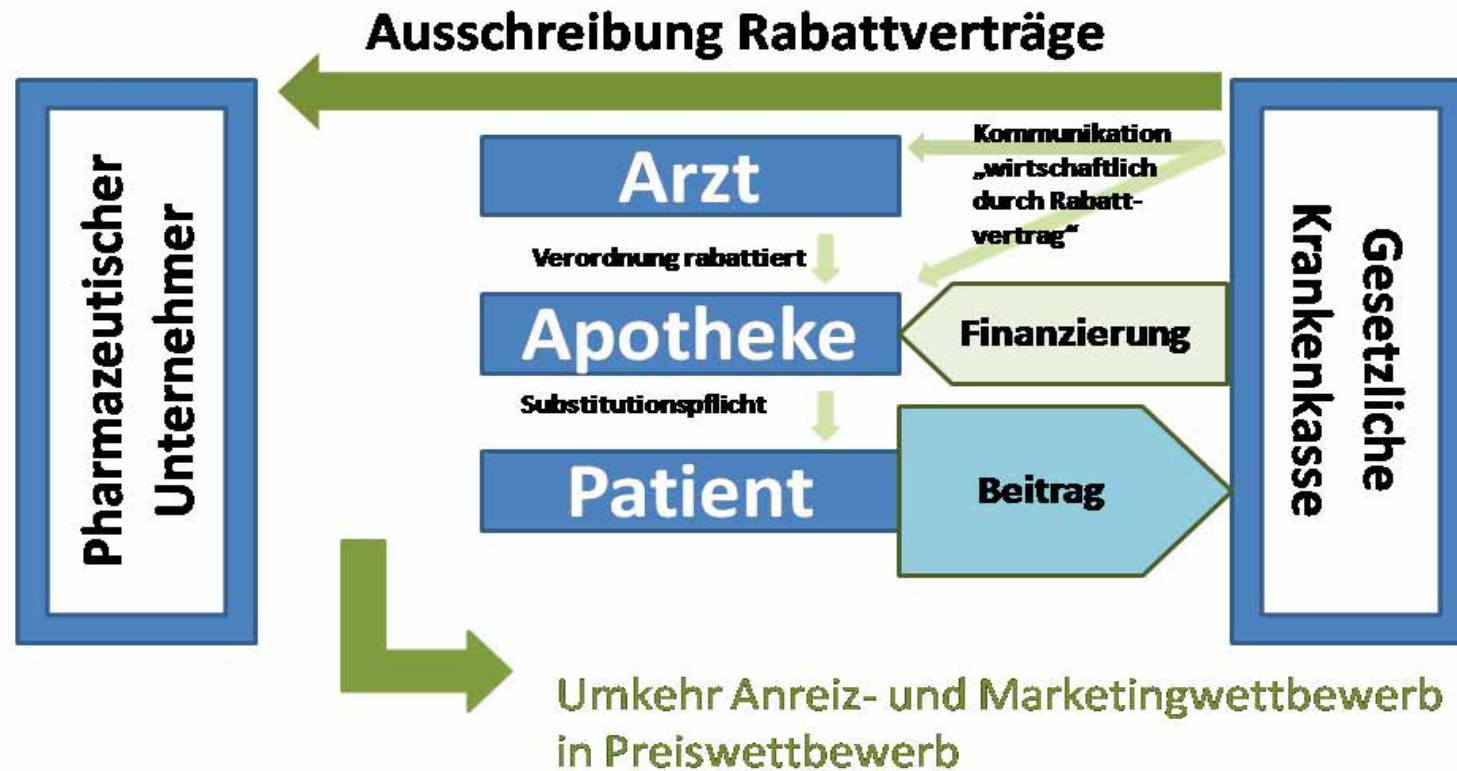 Ausschreibung Rabattverträge
Pharmazeutischer
Unternehmer
Arzt
Kommunikation
„wirtschaftlich
durch Rabatt-
vertrag“
Verordnung rabattiert
Apotheke
Finanzierung
Substitutionspflicht
Patient
Beitrag
Gesetzliche
Krankenkasse
Umkehr Anreiz- und Marketingwettbewerb
in Preiswettbewerb